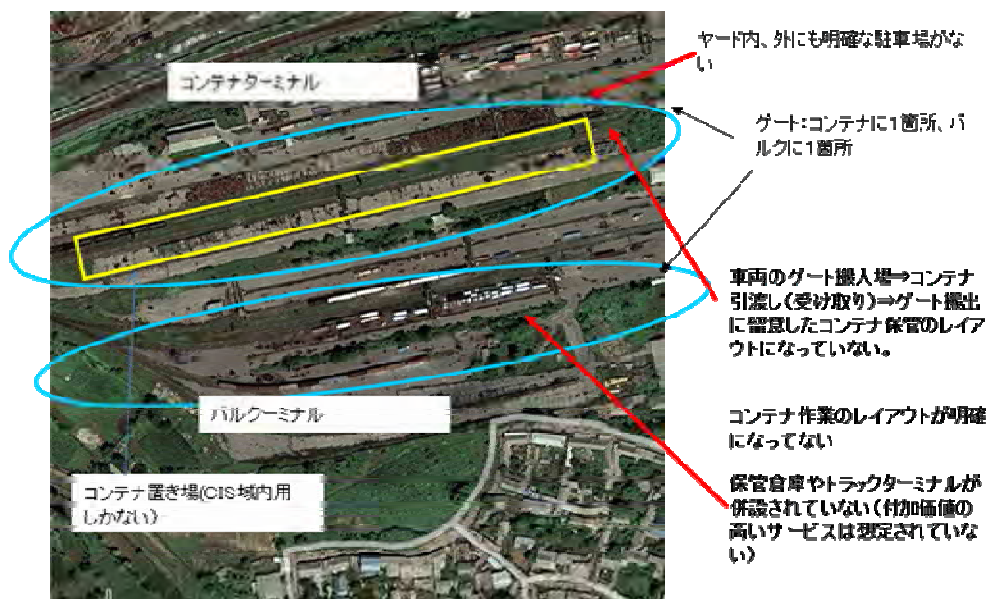 ヤード内、外にも明確な駐車場がな
い
コンテナターミナル
ゲート:コンテナに1箇所、バ
ルクに1箇所
車両のゲート搬入場⇒コンテナ
引渡し(受け取り)⇒ゲート搬出
に留意したコンテナ保管のレイア
ウトになっていない。
バルクーミナル
コンテナ作業のレイアウトが明確
になってない
コンテナ置き場(CIS域内用
しかない)
保管倉庫やトラックターミナルが
併設されていない(付加価値の
高いサービスは想定されていな
い)